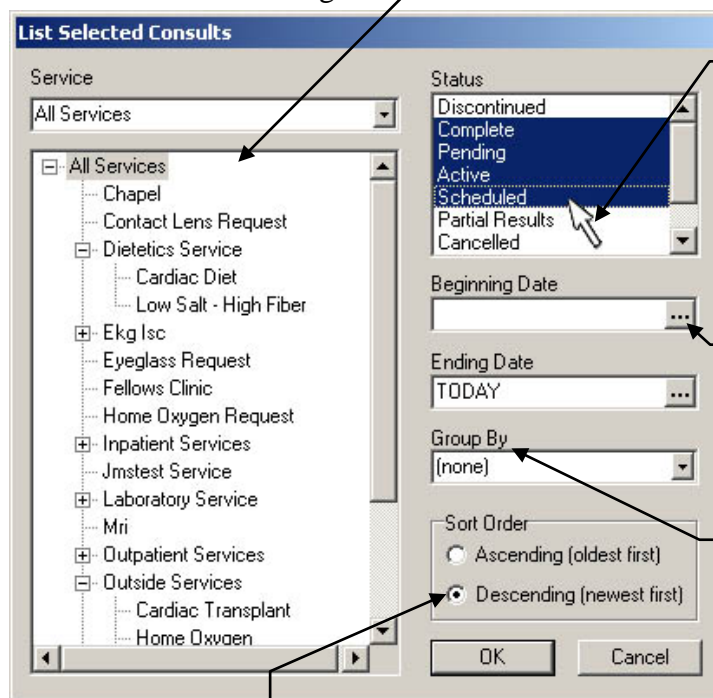 List Selected Consults
Service
All Services
All Services
Chapel
Contact Lens Request
Dietetics Service
Cardiac Diet
Low Salt - High Fiber
Ekg Isc
Eyeglass Request
Fellows Clinic
Home Oxygen Request
Inpatient Services
Jmstest Service
Laboratory Service
Mri
Outpatient Services
Outside Services
Cardiac Transplant
Home Oxygen
Status
Discontinued
Complete
Pending
Active
Scheduled
Partial Results
Cancelled
Beginning Date
...
Ending Date
TODAY
...
Group By
(none)
Sort Order
Ascending (oldest first)
Descending (newest first)
OK
Cancel